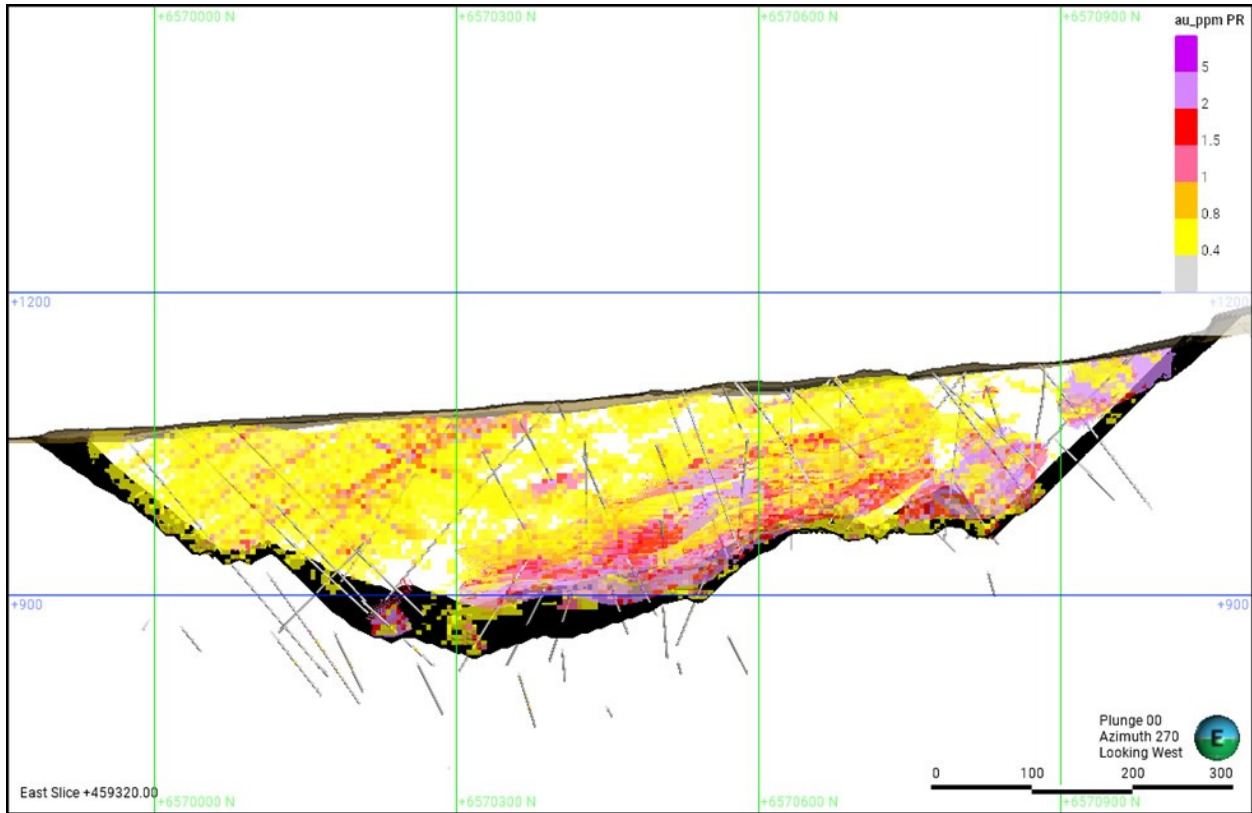 +6570000 N
+6570300 N
+6570600 N
+6570900 N
au_ppm PR
5
2
1.5
1
0.8
0.4
+1200
+1200
+900
+900
Plunge 00
Azimuth 270
Looking West
E
0 100 200 300
East Slice +459320.00
+6570000 N
+6570300 N
+6570600 N
+6570900 N